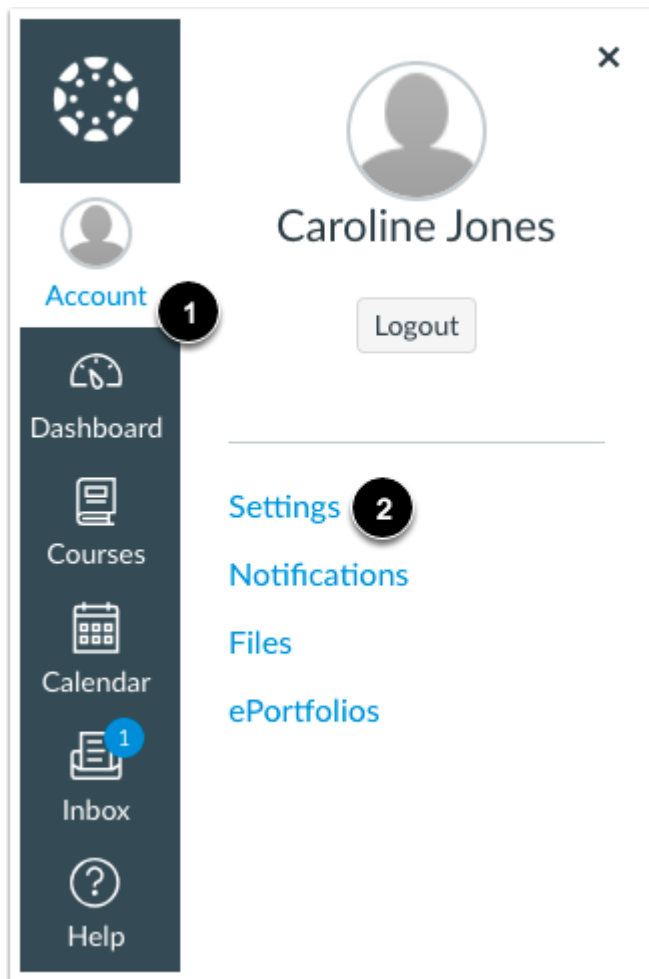 ×
Caroline Jones
Logout
Account
1
Dashboard
Courses
Calendar
1
Inbox
Help
Settings 2
Notifications
Files
ePortfolios